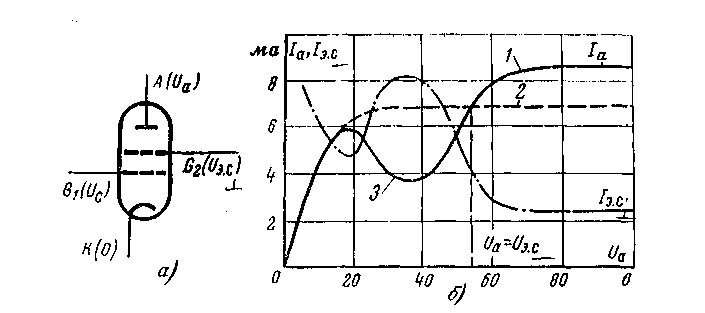 A(Uа)
G₂(Uэ.с)
B₁(Uс)
К(0)
а)
ма
Iа, Iэ.с
1
Iа
8
2
6
4
3
2
Iэ.с.
Uа=Uэ.с
Uа
0
20
40
60
80
в
б)